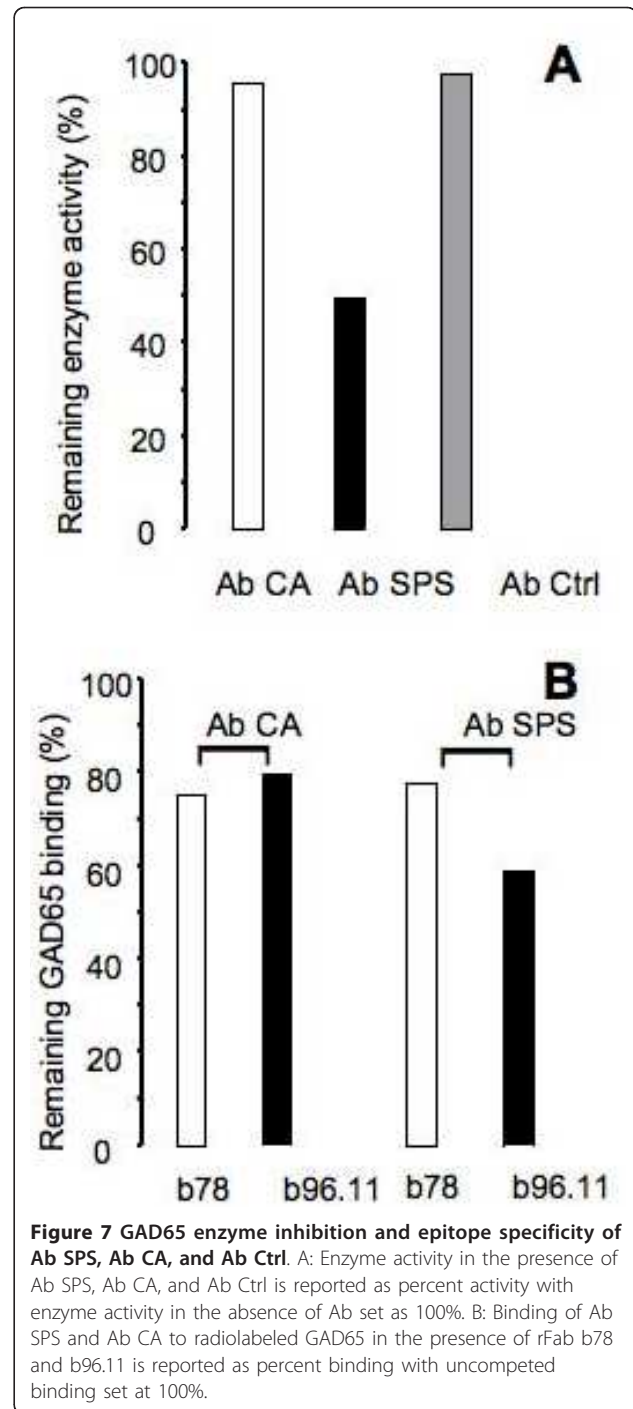 A
Remaining enzyme activity (%)
100
80
60
40
20
0
Ab CA Ab SPS Ab Ctrl
B
Remaining GAD65 binding (%)
100
80
60
40
20
0
Ab CA Ab SPS
b78 b96.11 b78 b96.11
Figure 7 GAD65 enzyme inhibition and epitope specificity of
Ab SPS, Ab CA, and Ab Ctrl. A: Enzyme activity in the presence of
Ab SPS, Ab CA, and Ab Ctrl is reported as percent activity with
enzyme activity in the absence of Ab set as 100%. B: Binding of Ab
SPS and Ab CA to radiolabeled GAD65 in the presence of rFab b78
and b96.11 is reported as percent binding with uncompeted
binding set at 100%.